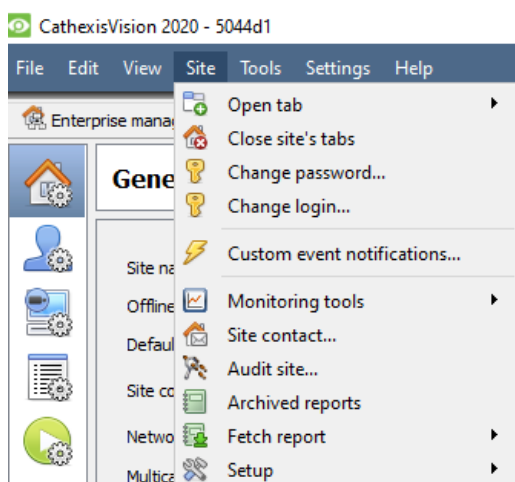 CathexisVision 2020 - 5044d1
File Edit View Site Tools Settings Help
Enterprise mana
Open tab
Close site's tabs
Gene
Change password...
Change login...
Custom event notifications...
Site na
Offline
Monitoring tools
Defaul
Site contact...
Audit site...
Site co
Archived reports
Netwo
Fetch report
Multica
Setup